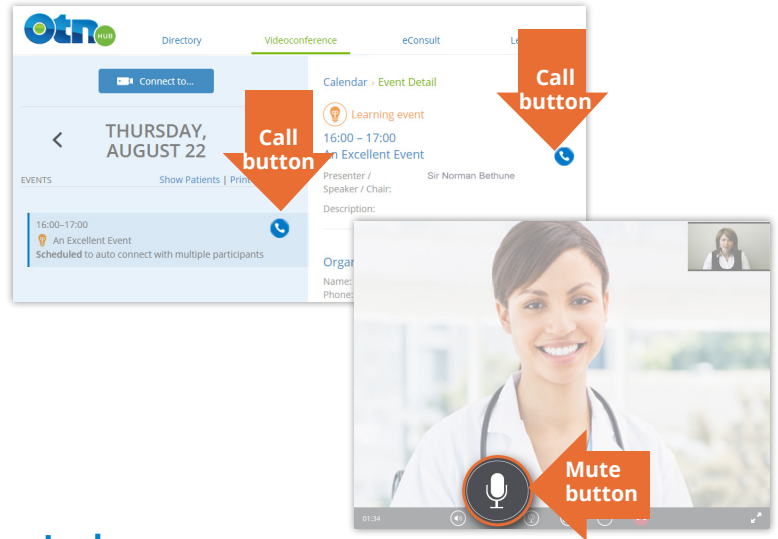 otn HUB
Directory
Videoconference
eConsult
Connect to...
THURSDAY,
AUGUST 22
EVENTS
Show Patients | Print
16:00–17:00
An Excellent Event
Scheduled to auto connect with multiple participants
Call
button
Calendar › Event Detail
Learning event
16:00 – 17:00
An Excellent Event
Presenter /
Speaker / Chair:
Sir Norman Bethune
Description:
Organ
Name:
Phone:
Call
button
01:34
Mute
button